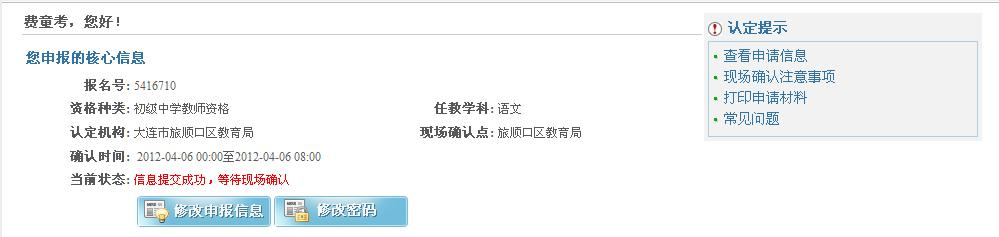 费童考，您好！
您申报的核心信息
报名号: 5416710
资格种类: 初级中学教师资格 任教学科: 语文
认定机构: 大连市旅顺口区教育局 现场确认点: 旅顺口区教育局
确认时间: 2012-04-06 00:00至2012-04-06 08:00
当前状态: 信息提交成功，等待现场确认
修改申报信息 修改密码
认定提示
查看申请信息
现场确认注意事项
打印申请材料
常见问题